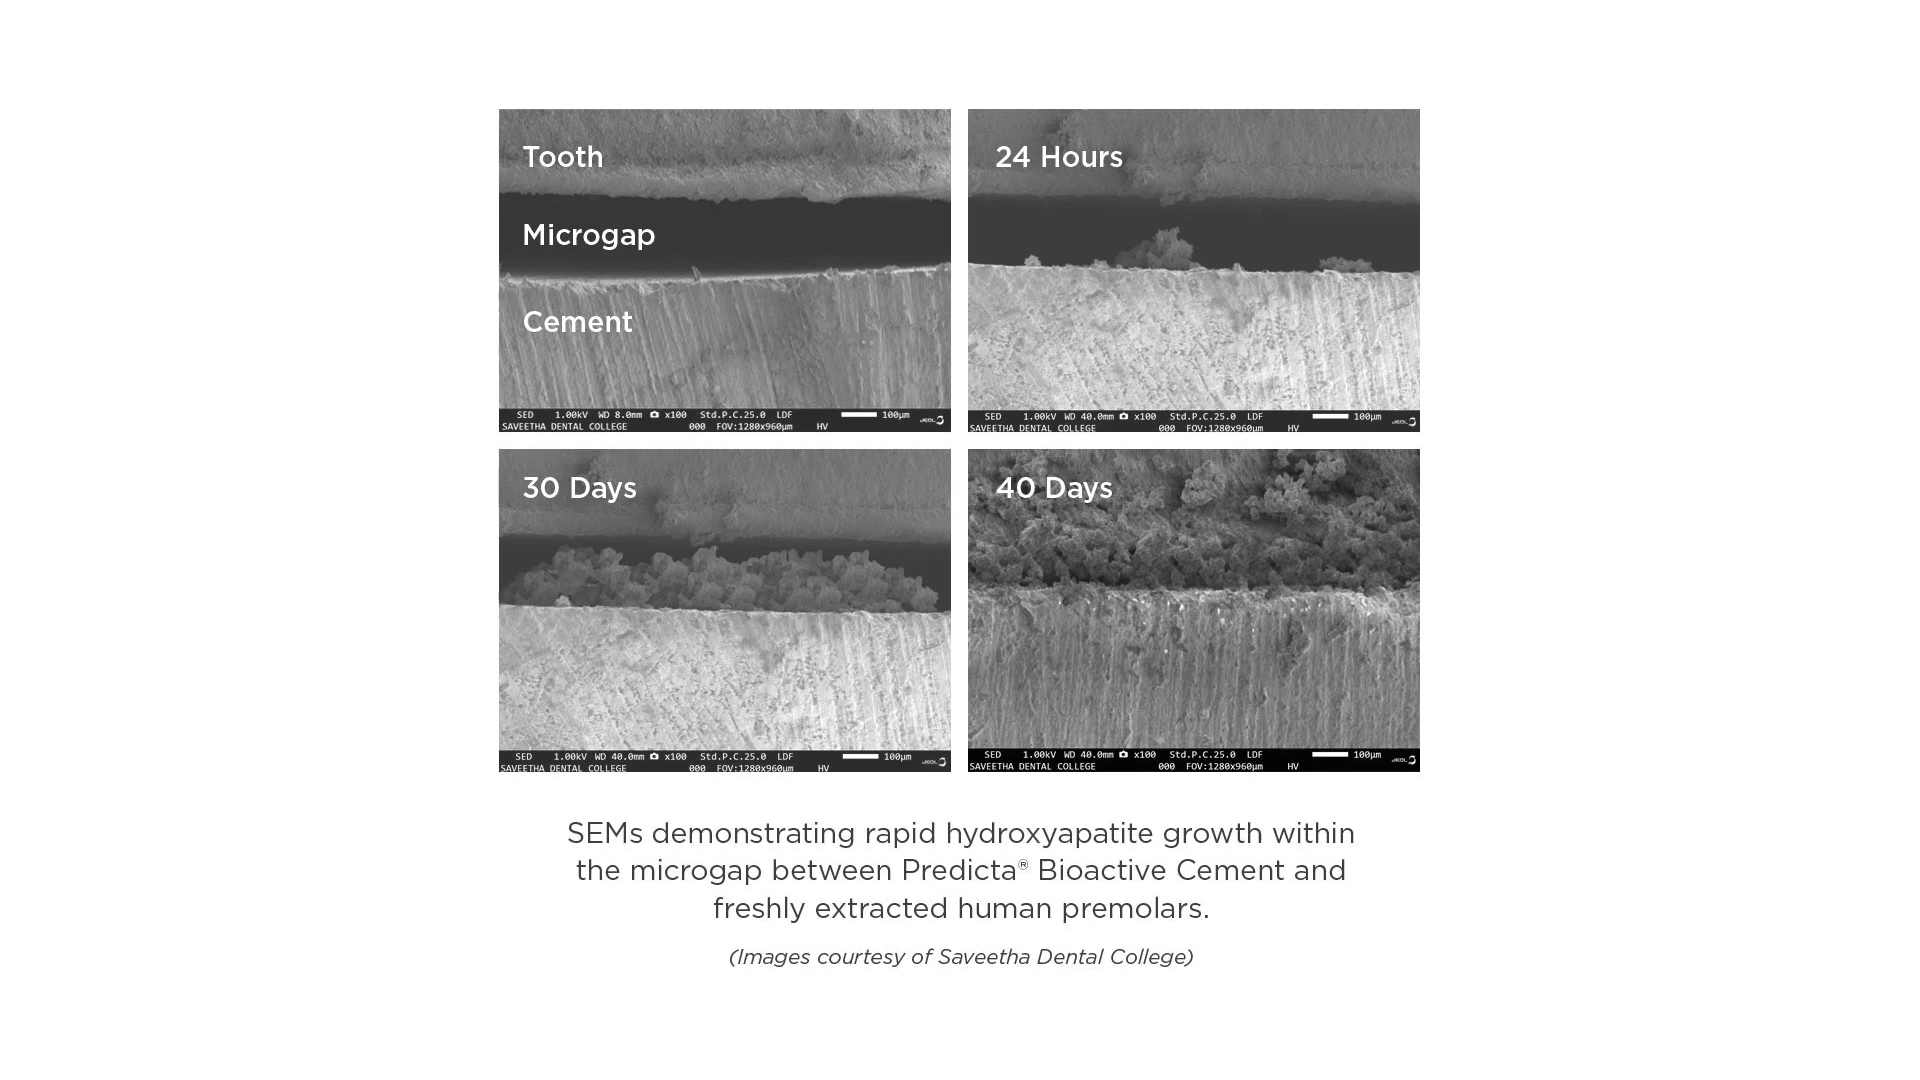 Tooth
Microgap
Cement
SED 1.00kV WD 8.0mm x100 Std.P.C.25.0 LDF 100µm
SAVEETHA DENTAL COLLEGE 000 FOV:1280x960µm HV JEOL
24 Hours
SED 1.00kV WD 40.0mm x100 Std.P.C.25.0 LDF 100µm
SAVEETHA DENTAL COLLEGE 000 FOV:1280x960µm HV JEOL
30 Days
SED 1.00kV WD 40.0mm x100 Std.P.C.25.0 LDF 100µm
SAVEETHA DENTAL COLLEGE 000 FOV:1280x960µm HV JEOL
40 Days
SED 1.00kV WD 40.0mm x100 Std.P.C.25.0 LDF 100µm
SAVEETHA DENTAL COLLEGE 000 FOV:1280x960µm HV JEOL
SEMs demonstrating rapid hydroxyapatite growth within
the microgap between Predicta® Bioactive Cement and
freshly extracted human premolars.
(Images courtesy of Saveetha Dental College)